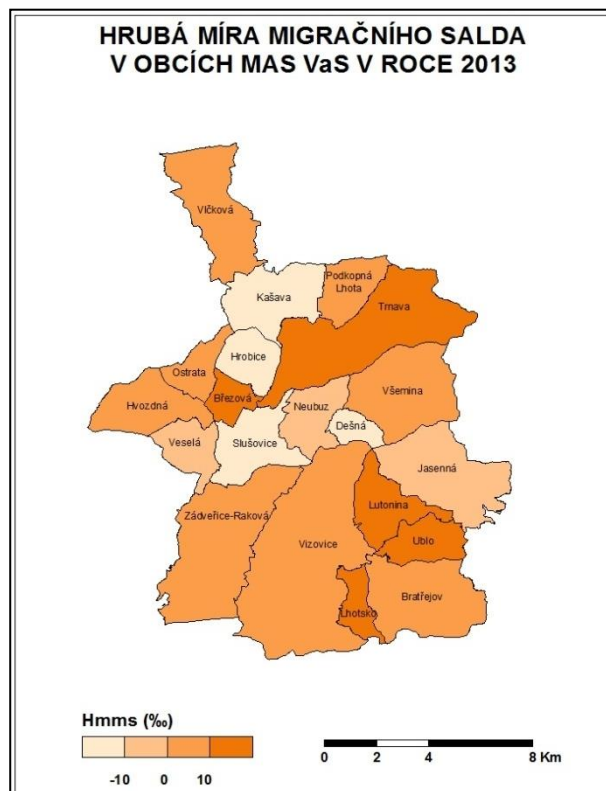 HRUBÁ MÍRA MIGRAČNÍHO SALDA
V OBCÍCH MAS VaS V ROCE 2013
Vlčková
Podkopná
Lhota
Kašava
Trnava
Hrobice
Ostrata
Všemina
Březová
Hvozdná
Neubuz
Dešná
Veselá
Slušovice
Jasenná
Lutonina
Zádveřice-Raková
Ublo
Vizovice
Bratřejov
Lhotsko
Hmms (‰)
-10 0 10
0 2 4 8 Km